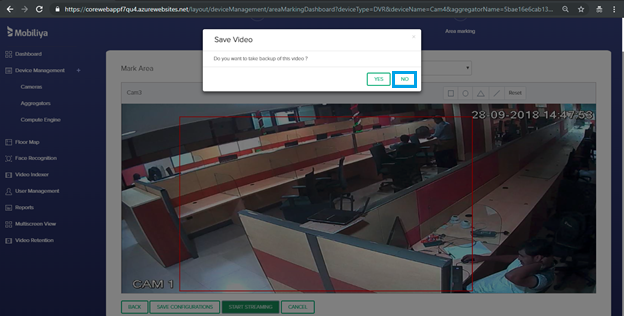 https://corewebappf7qu4.azurewebsites.net/layout/deviceManagement/areaMarkingDashboard?deviceType=DVR&deviceName=Cam4&aggregatorName=5bae16e6cab13...
Mobiliya
Area marking
Save Video
×
Do you want to take backup of this video ?
YES
NO
Dashboard
Device Management
Cameras
Aggregators
Compute Engine
Floor Map
Face Recognition
Video Indexer
User Management
Reports
Multiscreen View
Video Retention
Mark Area
Cam3
Reset
28-09-2018 14:47:53
CAM 1
BACK
SAVE CONFIGURATIONS
START STREAMING
CANCEL